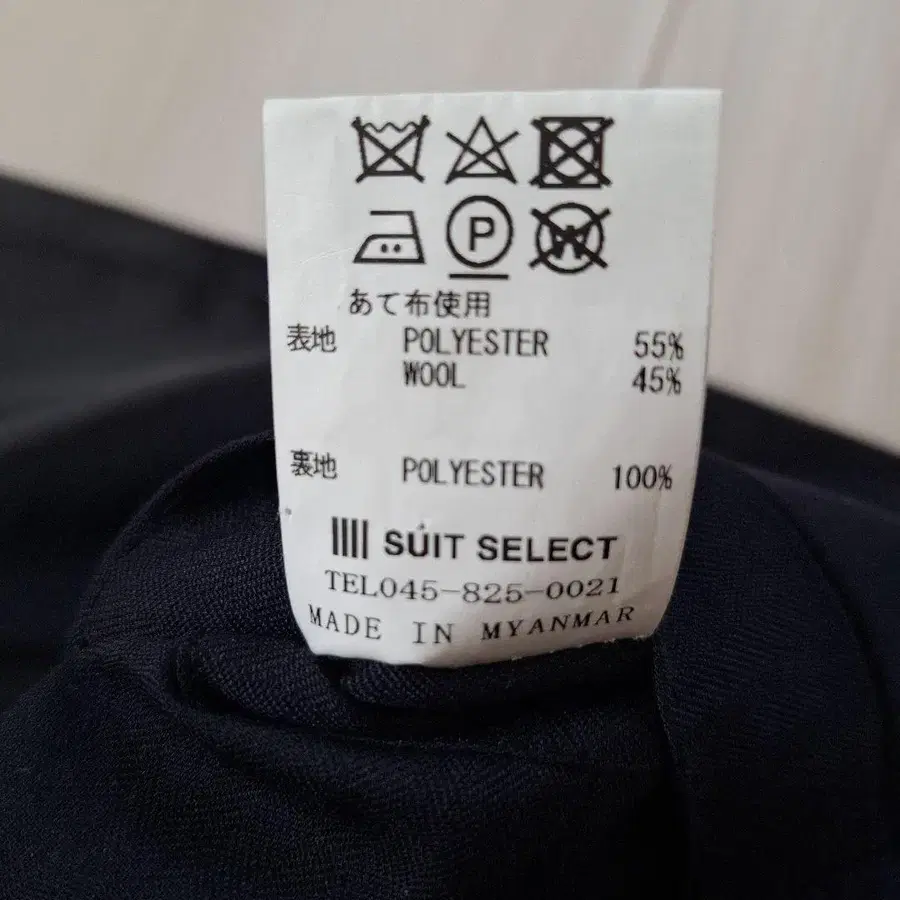 P
W
あて布使用
表地 POLYESTER 55%
WOOL 45%
裏地 POLYESTER 100%
SUIT SELECT
TEL045-825-0021
MADE IN MYANMAR